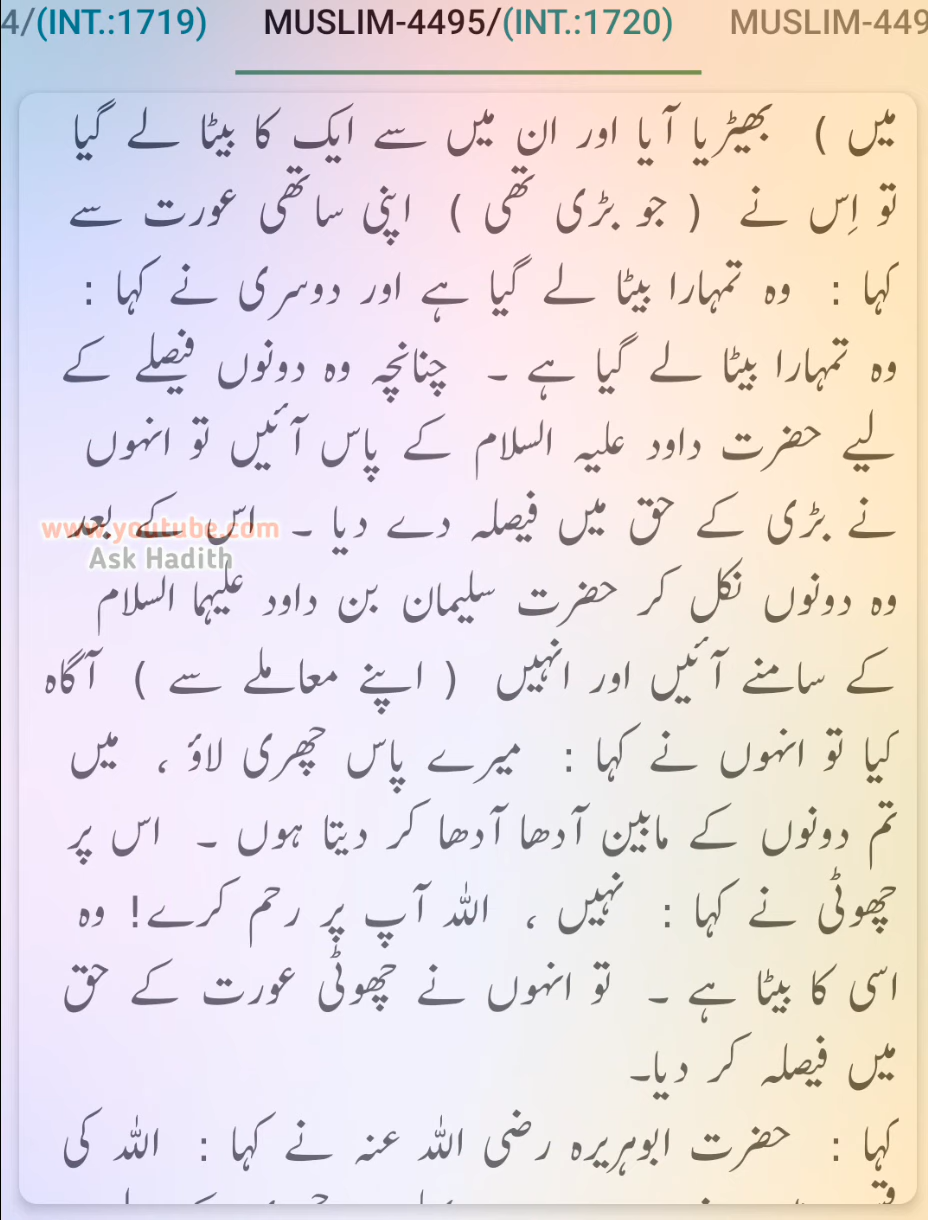 4/(INT.:1719) MUSLIM-4495/(INT.:1720) MUSLIM-449
میں ) بھیڑیا آیا اور ان میں سے ایک کا بیٹا لے گیا
تو اِس نے ( جو بڑی تھی ) اپنی ساتھی عورت سے
کہا : وہ تمہارا بیٹا لے گیا ہے اور دوسری نے کہا :
وہ تمہارا بیٹا لے گیا ہے ۔ چنانچہ وہ دونوں فیصلے کے
لیے حضرت داود علیہ السلام کے پاس آئیں تو انہوں
نے بڑی کے حق میں فیصلہ دے دیا ۔ اس کے بعد
www.youtube.com
Ask Hadith
وہ دونوں نکل کر حضرت سلیمان بن داود علیہما السلام
کے سامنے آئیں اور انہیں ( اپنے معاملے سے ) آگاہ
کیا تو انہوں نے کہا : میرے پاس چھری لاؤ ، میں
تم دونوں کے مابین آدھا آدھا کر دیتا ہوں ۔ اس پر
چھوٹی نے کہا : نہیں ، اللہ آپ پر رحم کرے! وہ
اسی کا بیٹا ہے ۔ تو انہوں نے چھوٹی عورت کے حق
میں فیصلہ کر دیا۔
کہا : حضرت ابوہریرہ رضی اللہ عنہ نے کہا : اللہ کی